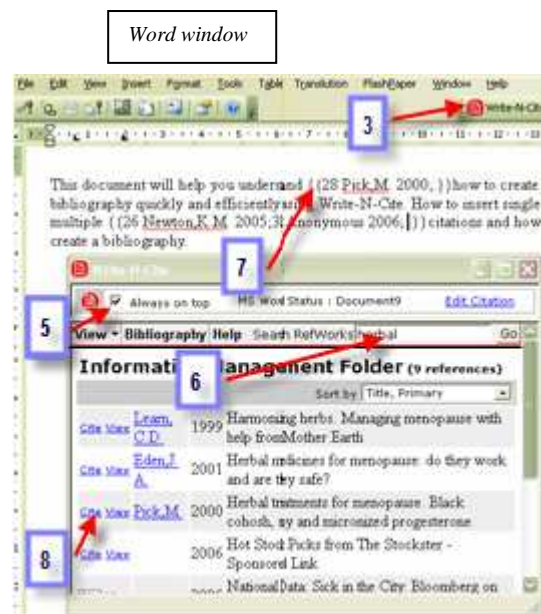 Word window
File Edit View Insert Format Tools Table Translation FlashPaper Window Help
3
Write-N-Cite
This document will help you understand {{28 Pick,M. 2000; }}how to create
bibliography quickly and efficiently using Write-N-Cite. How to insert single
multiple {{26 Newton,K.M. 2005; Anonymous 2006; }} citations and how
create a bibliography.
7
Write-N-Cite
5
Always on top MS Word Status : Document9 Edit Citation
View Bibliography Help Search RefWorks herbal Go
6
Information Management Folder (9 references)
Sort by Title, Primary
Cite View Learn, C.D. 1999 Harmonising herbs. Managing menopause with
help from Mother Earth
Cite View Eden,J. A. 2001 Herbal medicines for menopause: do they work
and are they safe?
Cite View Pick,M. 2000 Herbal treatments for menopause. Black
cohosh, soy and micronized progesterone
8
Cite View 2006 Hot Stock Picks from The Stockster -
Sponsored Link
2006 National Data: Sick in the City. Bloomberg on